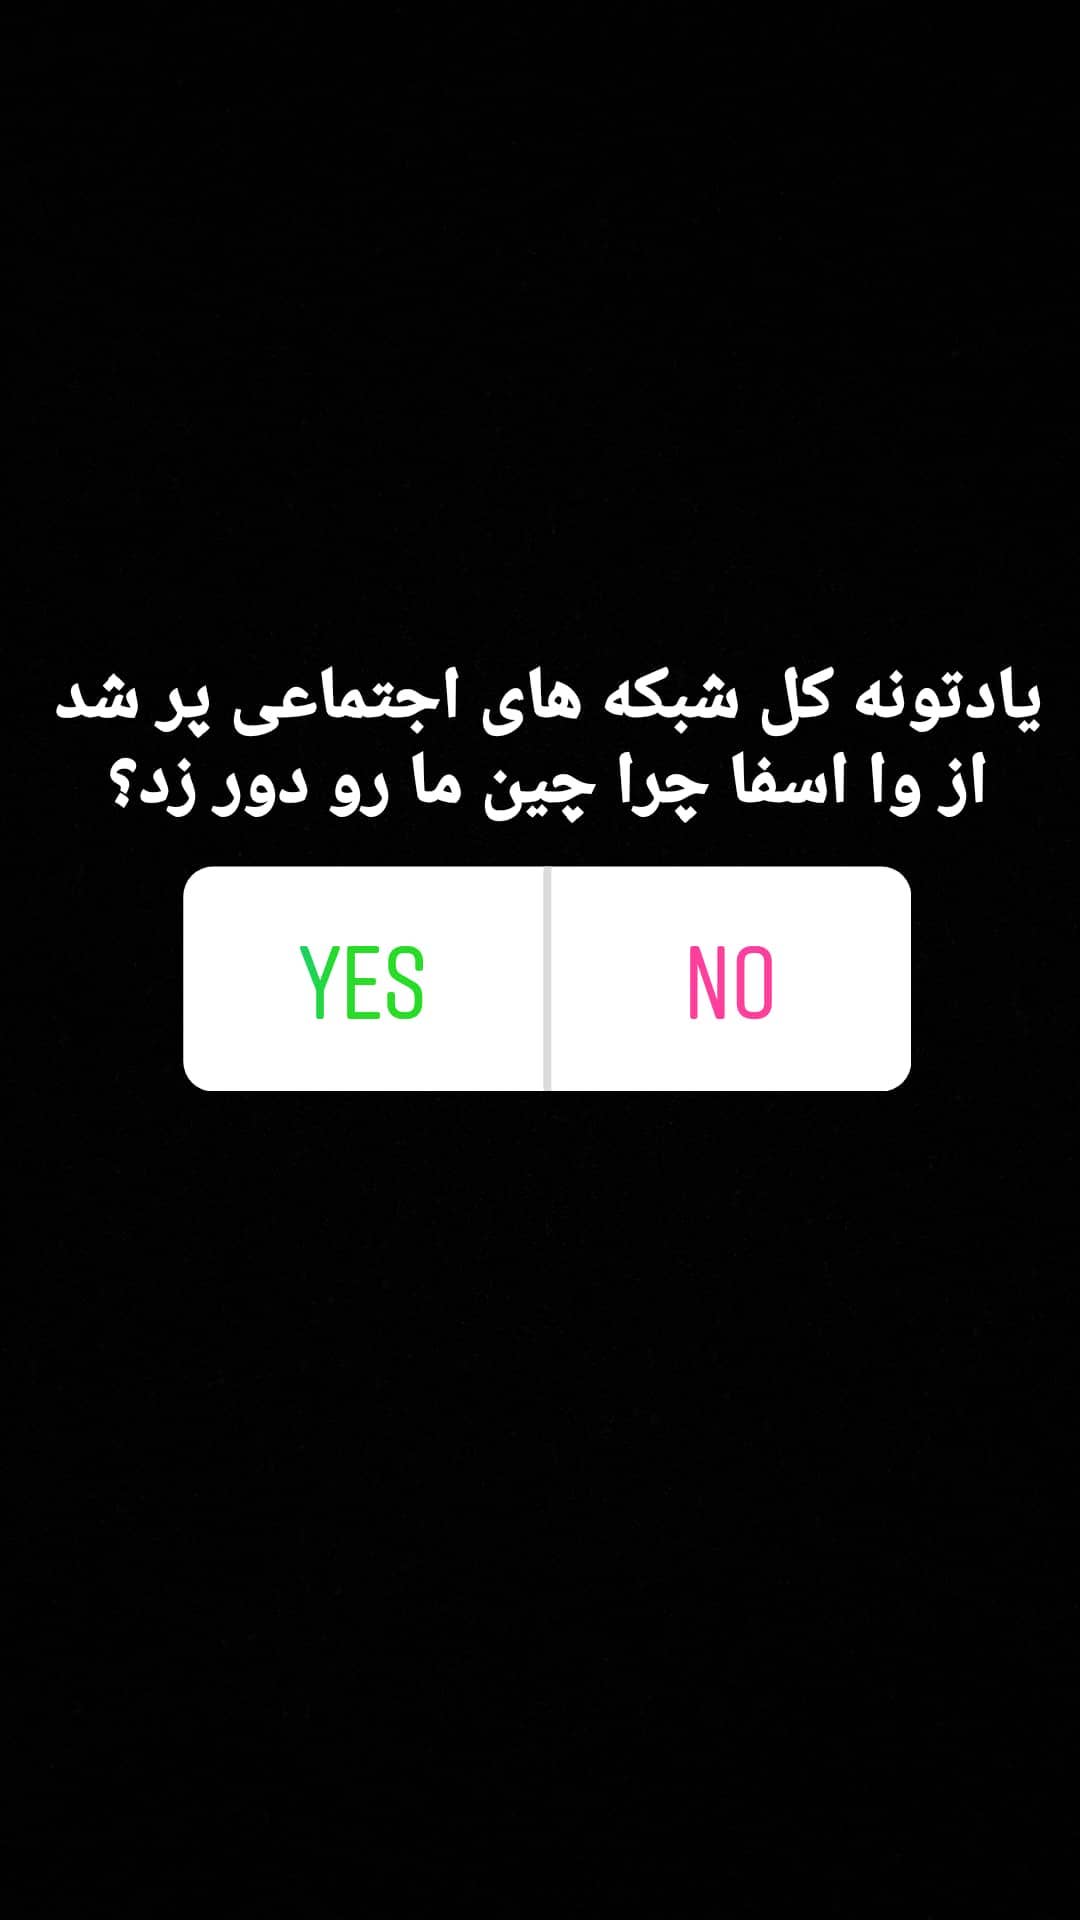 یادتونه کل شبکه های اجتماعی پر شد
از وا اسفا چرا چین ما رو دور زد؟
YES
NO